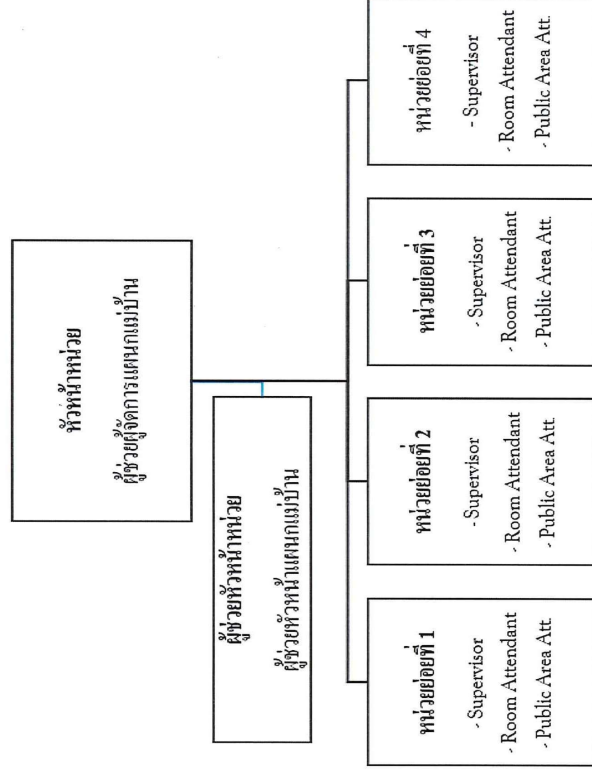 หัวหน้าหน่วย
ผู้ช่วยผู้จัดการแผนกแม่บ้าน
ผู้ช่วยหัวหน้าหน่วย
ผู้ช่วยหัวหน้าแผนกแม่บ้าน
หน่วยย่อยที่ 1
- Supervisor
- Room Attendant
- Public Area Att.
หน่วยย่อยที่ 2
- Supervisor
- Room Attendant
- Public Area Att.
หน่วยย่อยที่ 3
- Supervisor
- Room Attendant
- Public Area Att.
หน่วยย่อยที่ 4
- Supervisor
- Room Attendant
- Public Area Att.